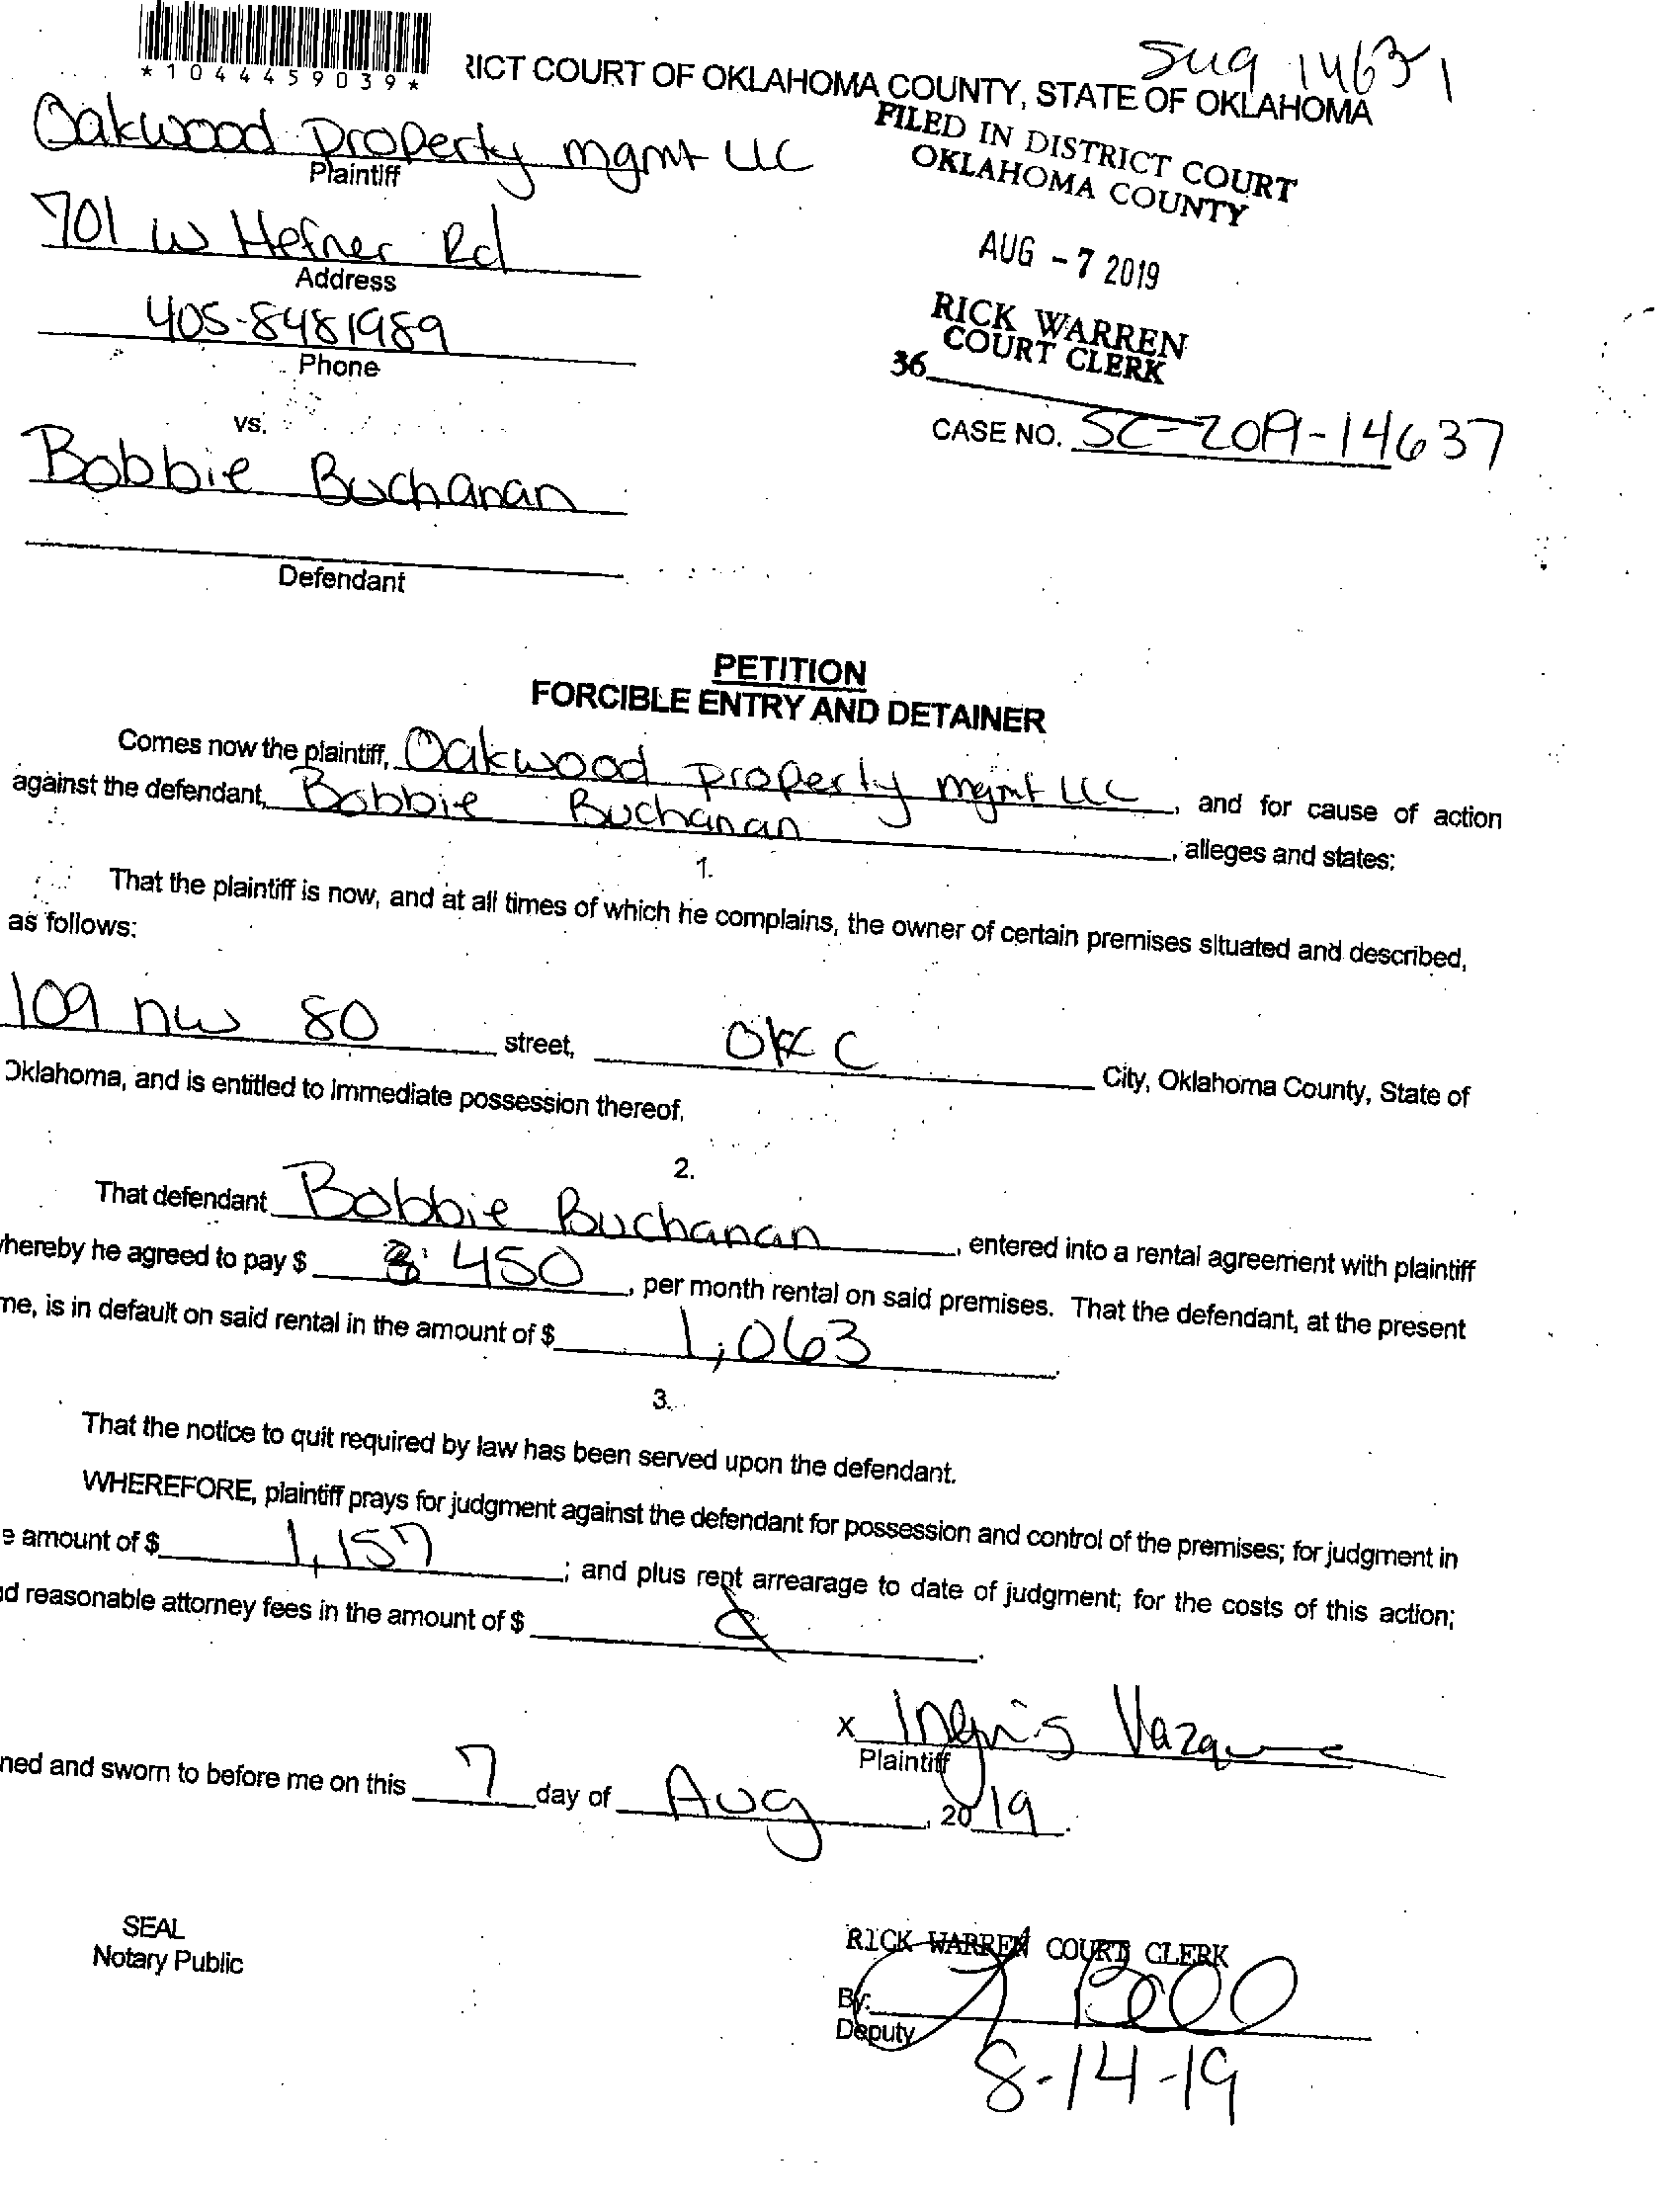 *1044459039*
RICT COURT OF OKLAHOMA COUNTY, STATE OF OKLAHOMA
Oakwood Property mgmt LLC
Plaintiff
FILED IN DISTRICT COURT
OKLAHOMA COUNTY
701 W Hefner Rd
Address
AUG -7 2019
405-8481989
Phone
RICK WARREN
COURT CLERK
36
vs.
CASE NO. SC-2019-14637
Bobbie Buchanan
Defendant
PETITION
FORCIBLE ENTRY AND DETAINER
Comes now the plaintiff, Oakwood property mgmt LLC, and for cause of action
against the defendant, Bobbie Buchanan, alleges and states:
1.
That the plaintiff is now, and at all times of which he complains, the owner of certain premises situated and described,
as follows:
109 nw 80 street, OKC City, Oklahoma County, State of
Oklahoma, and is entitled to immediate possession thereof.
2.
That defendant Bobbie Buchanan, entered into a rental agreement with plaintiff
hereby he agreed to pay $ 450, per month rental on said premises. That the defendant, at the present
me, is in default on said rental in the amount of $ 1,063.
3.
That the notice to quit required by law has been served upon the defendant.
WHEREFORE, plaintiff prays for judgment against the defendant for possession and control of the premises; for judgment in
e amount of $ 1,157; and plus rent arrearage to date of judgment; for the costs of this action;
d reasonable attorney fees in the amount of $
x
Plaintiff
ned and sworn to before me on this 7 day of Aug, 2019.
SEAL
Notary Public
RICK WARREN COURT CLERK
By:
Deputy
8-14-19